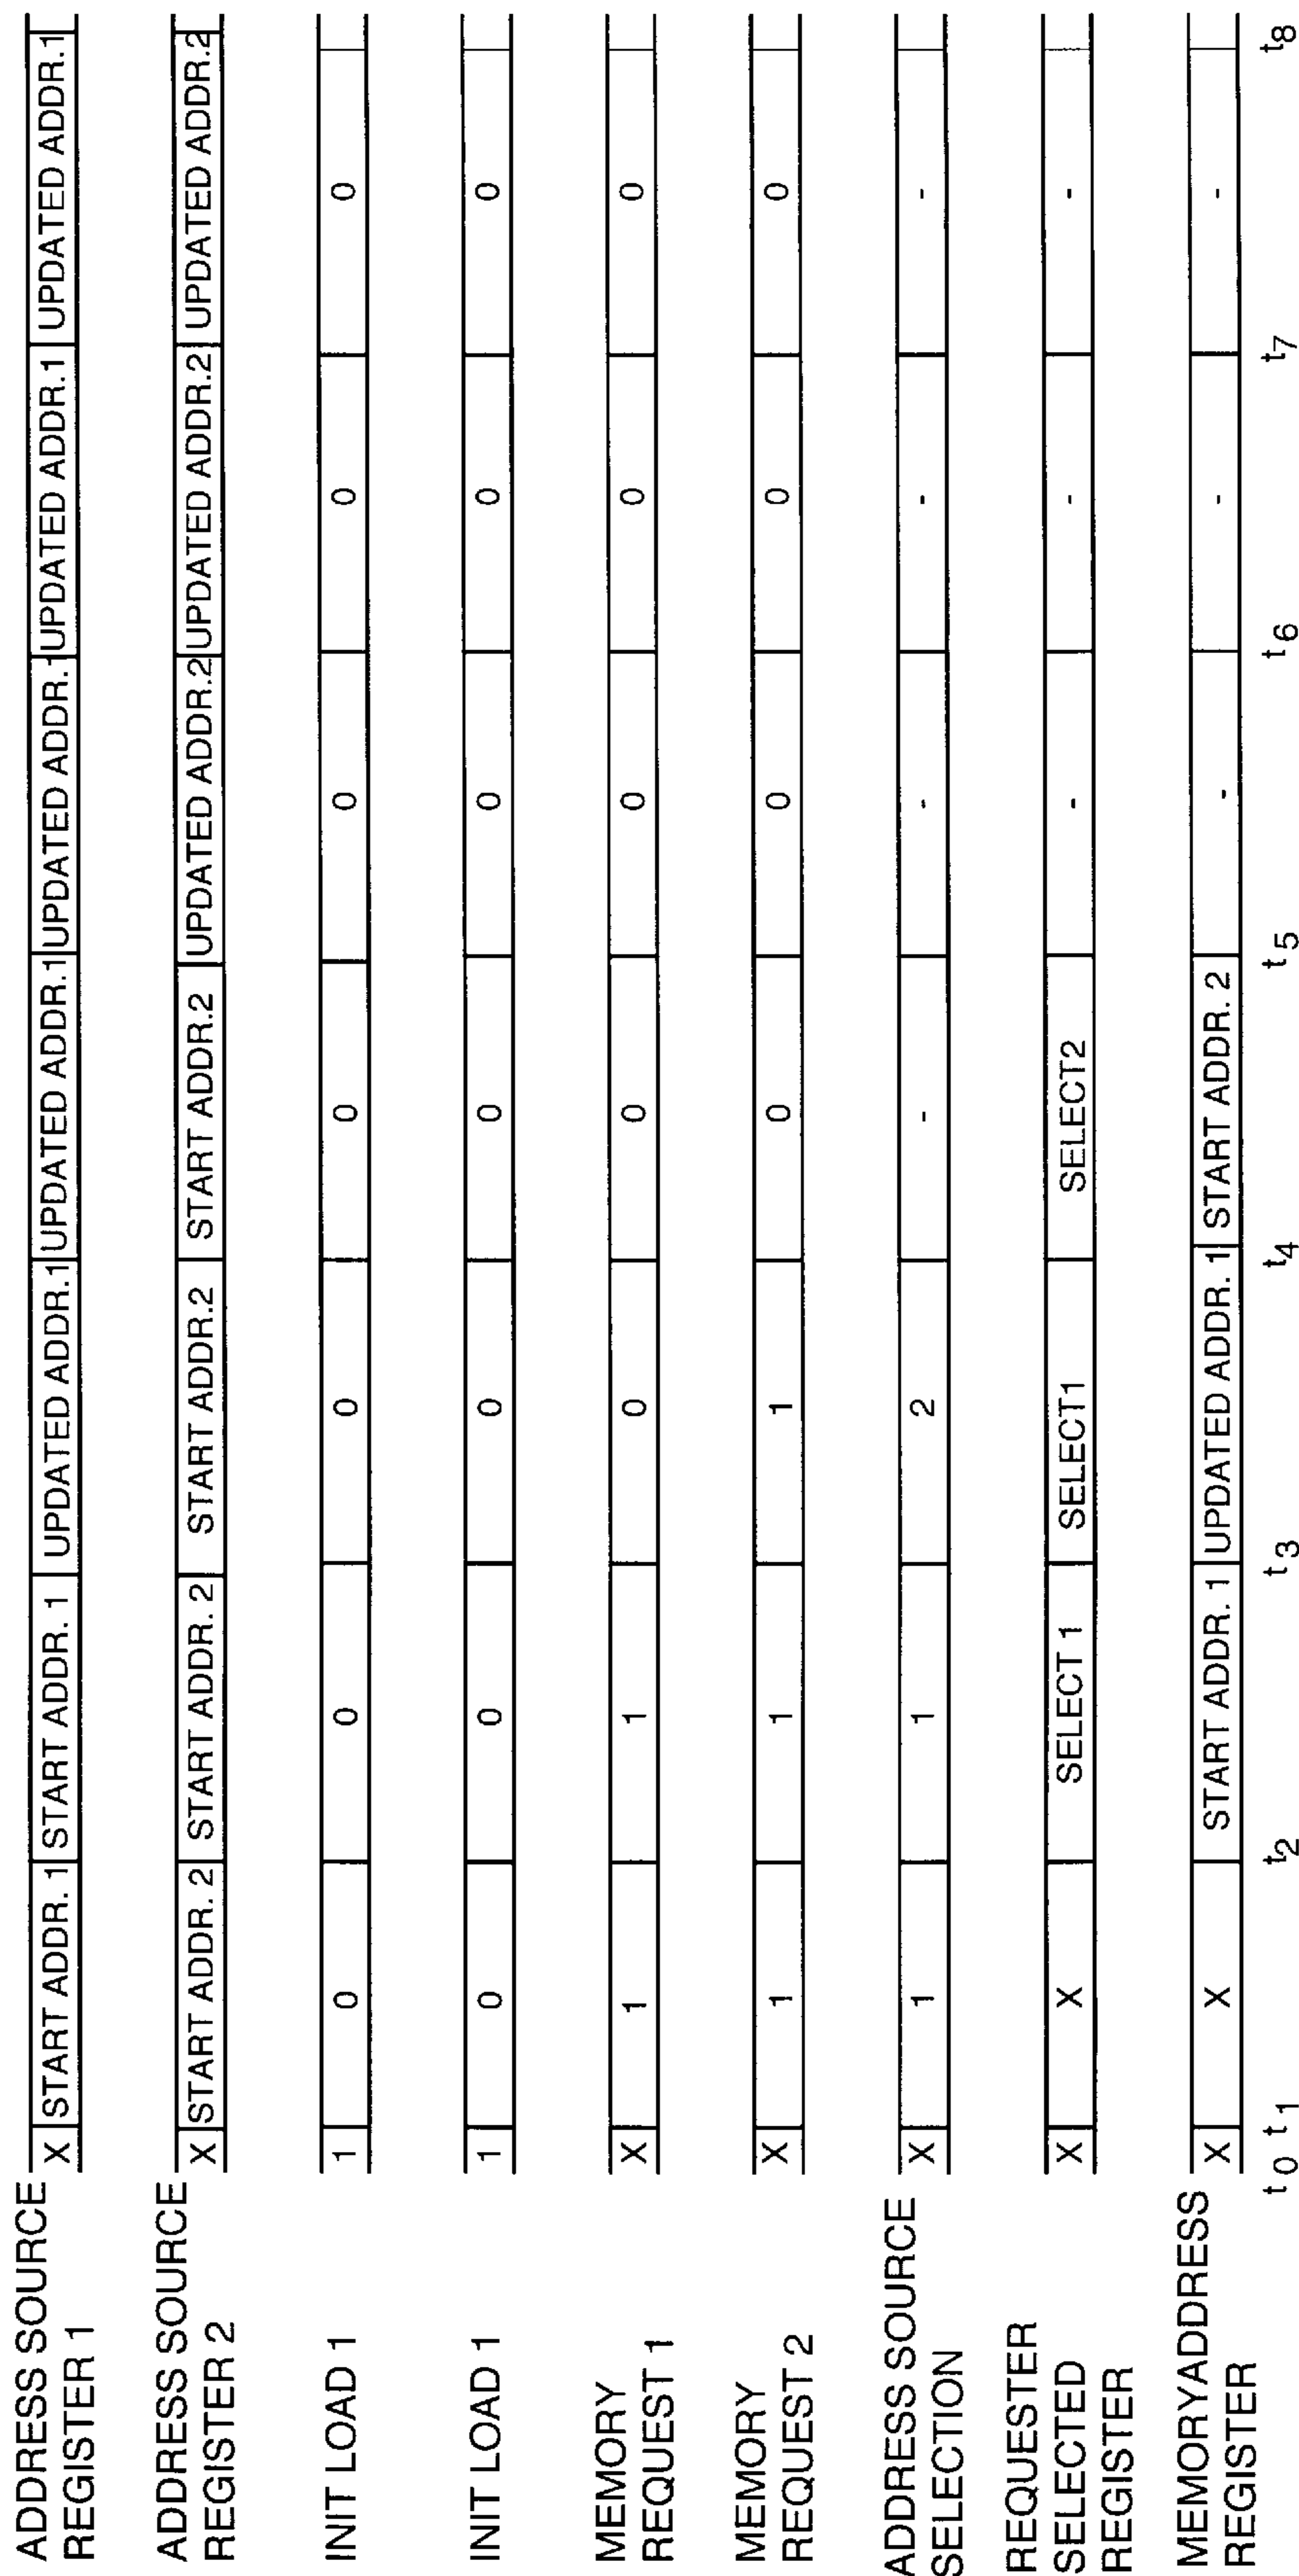 ADDRESS SOURCE
REGISTER 1
X START ADDR. 1 START ADDR. 1 UPDATED ADDR.1 UPDATED ADDR.1 UPDATED ADDR.1 UPDATED ADDR.1 UPDATED ADDR.1
ADDRESS SOURCE
REGISTER 2
X START ADDR. 2 START ADDR. 2 START ADDR.2 START ADDR.2 UPDATED ADDR.2 UPDATED ADDR.2 UPDATED ADDR.2
INIT LOAD 1
1 0 0 0 0 0 0 0
INIT LOAD 1
1 0 0 0 0 0 0 0
MEMORY
REQUEST 1
X 1 1 0 0 0 0 0
MEMORY
REQUEST 2
X 1 1 1 0 0 0 0
ADDRESS SOURCE
SELECTION
X 1 1 2 - - - -
REQUESTER
SELECTED
REGISTER
X X SELECT 1 SELECT1 SELECT2 - - -
MEMORYADDRESS
REGISTER
X X START ADDR. 1 UPDATED ADDR. 1 START ADDR. 2 - - -
t0 t1 t2 t3 t4 t5 t6 t7 t8